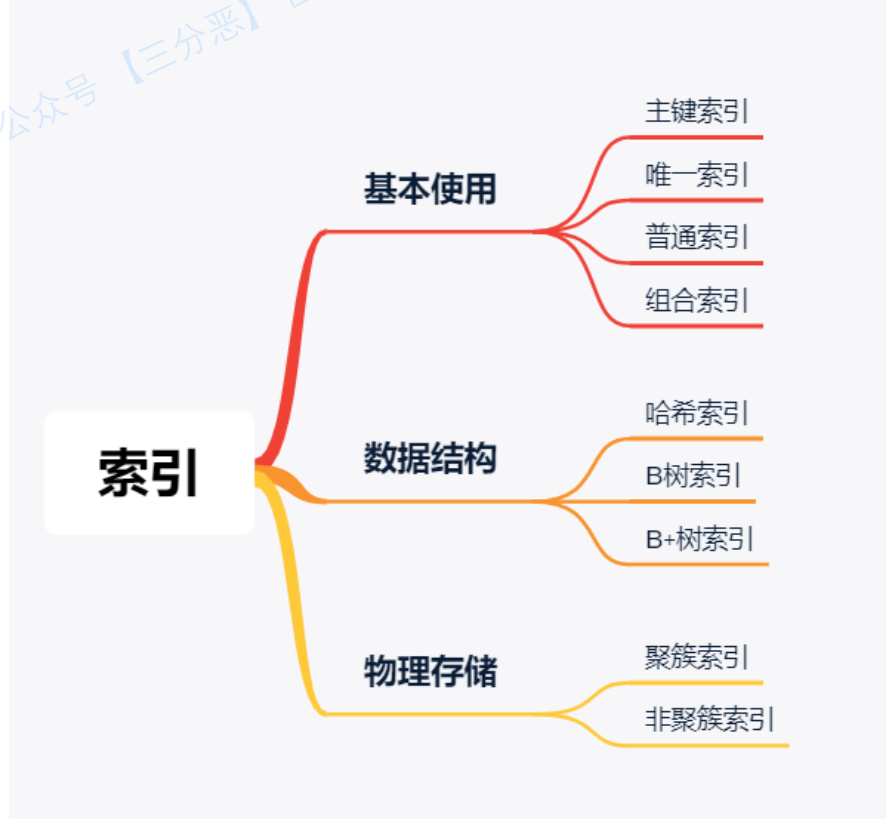 公众号【三分恶】
主键索引
唯一索引
基本使用
普通索引
组合索引
哈希索引
索引
数据结构
B树索引
B+树索引
聚簇索引
物理存储
非聚簇索引